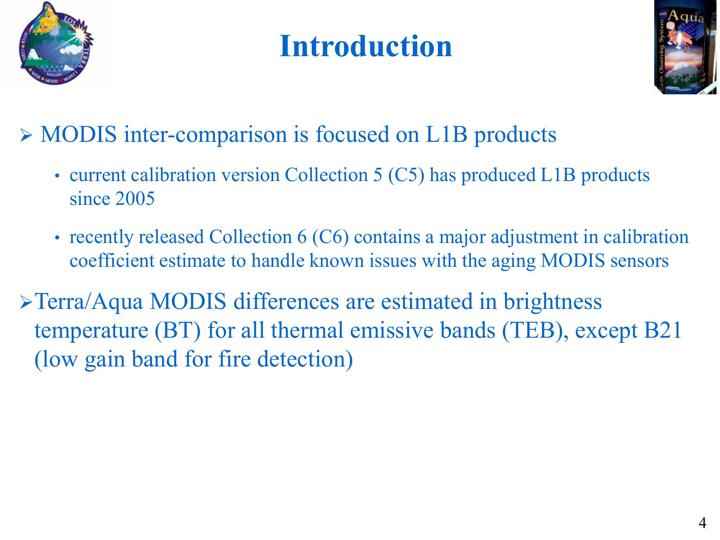 Introduction
Aqua
➢ MODIS inter-comparison is focused on L1B products
• current calibration version Collection 5 (C5) has produced L1B products
since 2005
• recently released Collection 6 (C6) contains a major adjustment in calibration
coefficient estimate to handle known issues with the aging MODIS sensors
➢Terra/Aqua MODIS differences are estimated in brightness
temperature (BT) for all thermal emissive bands (TEB), except B21
(low gain band for fire detection)
4